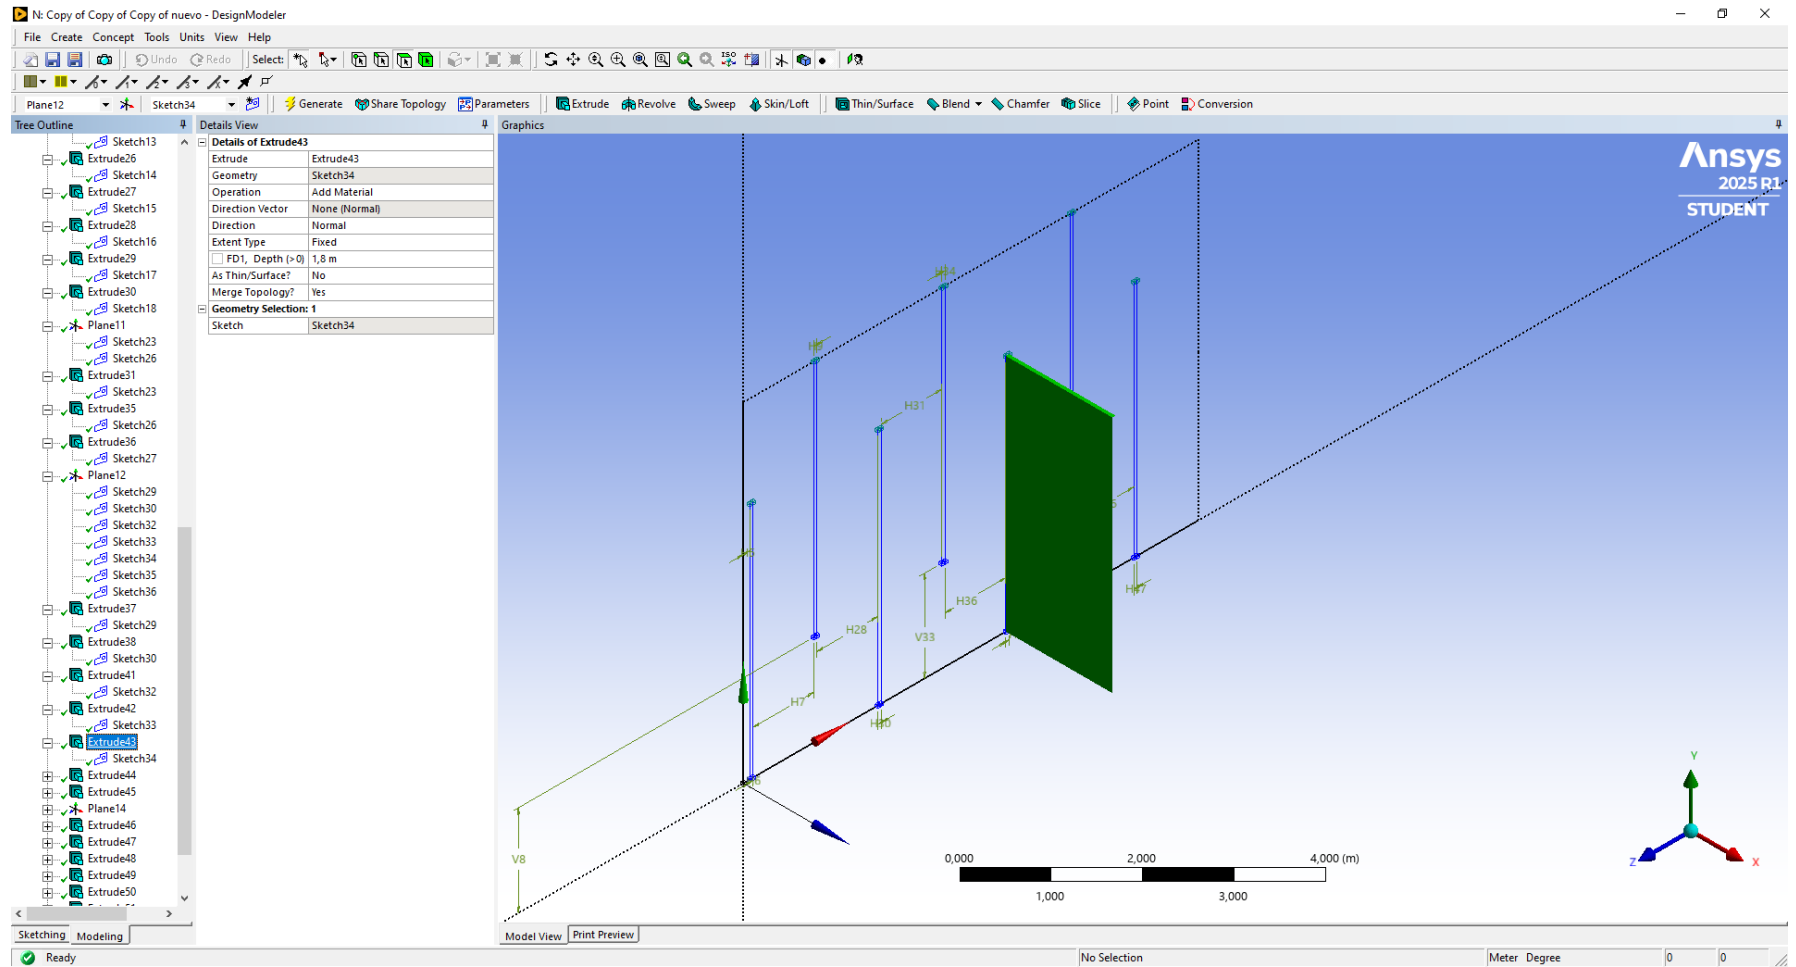 N: Copy of Copy of Copy of nuevo - DesignModeler
File Create Concept Tools Units View Help
Undo Redo Select: ISO
Plane12 Sketch34 Generate Share Topology Parameters Extrude Revolve Sweep Skin/Loft Thin/Surface Blend Chamfer Slice Point Conversion
Tree Outline
Sketch13
Extrude26
Sketch14
Extrude27
Sketch15
Extrude28
Sketch16
Extrude29
Sketch17
Extrude30
Sketch18
Plane11
Sketch23
Sketch26
Extrude31
Sketch23
Extrude35
Sketch26
Extrude36
Sketch27
Plane12
Sketch29
Sketch30
Sketch32
Sketch33
Sketch34
Sketch35
Sketch36
Extrude37
Sketch29
Extrude38
Sketch30
Extrude41
Sketch32
Extrude42
Sketch33
Extrude43
Sketch34
Extrude44
Extrude45
Plane14
Extrude46
Extrude47
Extrude48
Extrude49
Extrude50
Sketching Modeling
Details View
Details of Extrude43
Extrude Extrude43
Geometry Sketch34
Operation Add Material
Direction Vector None (Normal)
Direction Normal
Extent Type Fixed
FD1, Depth (>0) 1,8 m
As Thin/Surface? No
Merge Topology? Yes
Geometry Selection: 1
Sketch Sketch34
Graphics
Ansys
2025 R1
STUDENT
H31
H36
H28
V33
H7
V8
Y
Z
X
0,000 2,000 4,000 (m)
1,000 3,000
Model View Print Preview
Ready No Selection Meter Degree 0 0